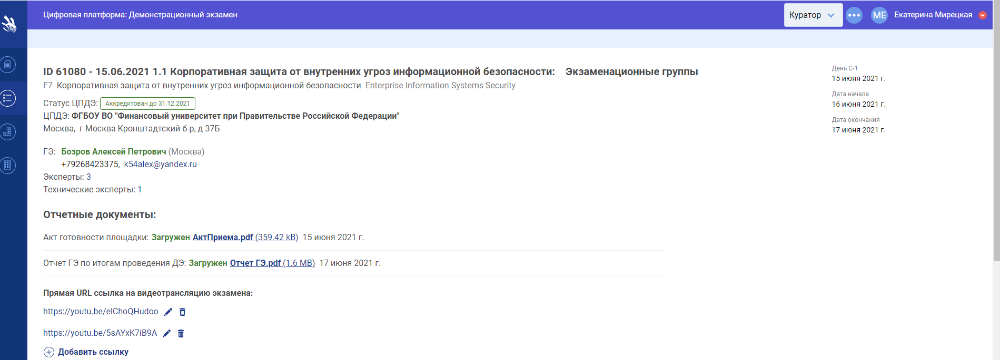 Цифровая платформа: Демонстрационный экзамен
Куратор
ME
Екатерина Мирецкая
ID 61080 - 15.06.2021 1.1 Корпоративная защита от внутренних угроз информационной безопасности: Экзаменационные группы
F7 Корпоративная защита от внутренних угроз информационной безопасности Enterprise Information Systems Security
Статус ЦПДЭ: Аккредитован до 31.12.2021
ЦПДЭ: ФГБОУ ВО "Финансовый университет при Правительстве Российской Федерации"
Москва, г Москва Кронштадтский б-р, д 37Б
ГЭ: Бозров Алексей Петрович (Москва)
+79268423375, k54alex@yandex.ru
Эксперты: 3
Технические эксперты: 1
День С-1
15 июня 2021 г.
Дата начала
16 июня 2021 г.
Дата окончания
17 июня 2021 г.
Отчетные документы:
Акт готовности площадки: Загружен АктПриема.pdf (359.42 kB) 15 июня 2021 г.
Отчет ГЭ по итогам проведения ДЭ: Загружен Отчет ГЭ.pdf (1.6 MB) 17 июня 2021 г.
Прямая URL ссылка на видеотрансляцию экзамена:
https://youtu.be/elChoQHudoo
https://youtu.be/5sAYxK7iB9A
Добавить ссылку